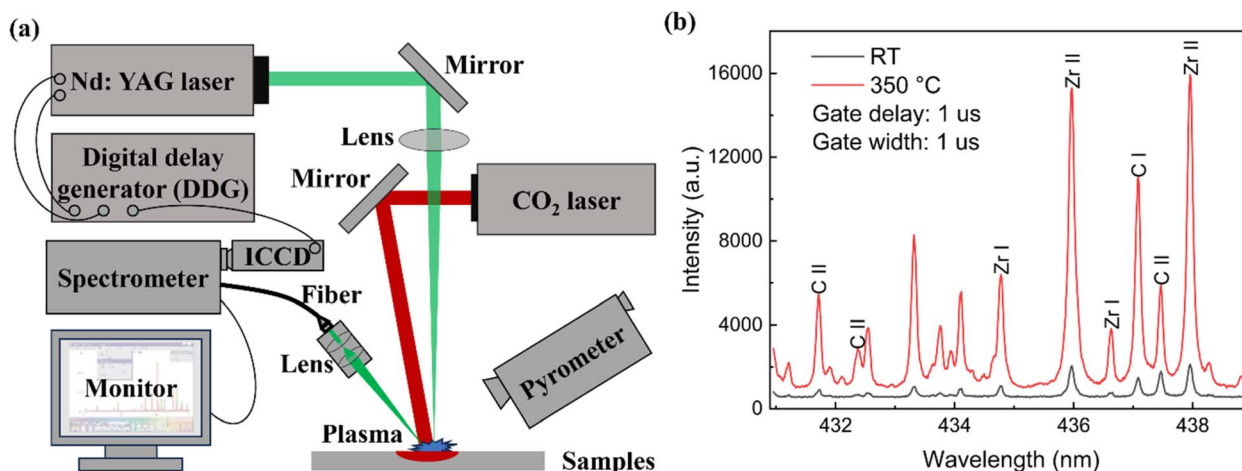 (a)
Nd: YAG laser
Mirror
Lens
Digital delay
generator (DDG)
Mirror
CO₂ laser
ICCD
Spectrometer
Fiber
Lens
Pyrometer
Monitor
Plasma
Samples
(b)
RT
350 °C
Gate delay: 1 us
Gate width: 1 us
Intensity (a.u.)
16000
12000
8000
4000
0
C II
C II
Zr I
Zr II
Zr I
C I
C II
Zr II
432
434
436
438
Wavelength (nm)